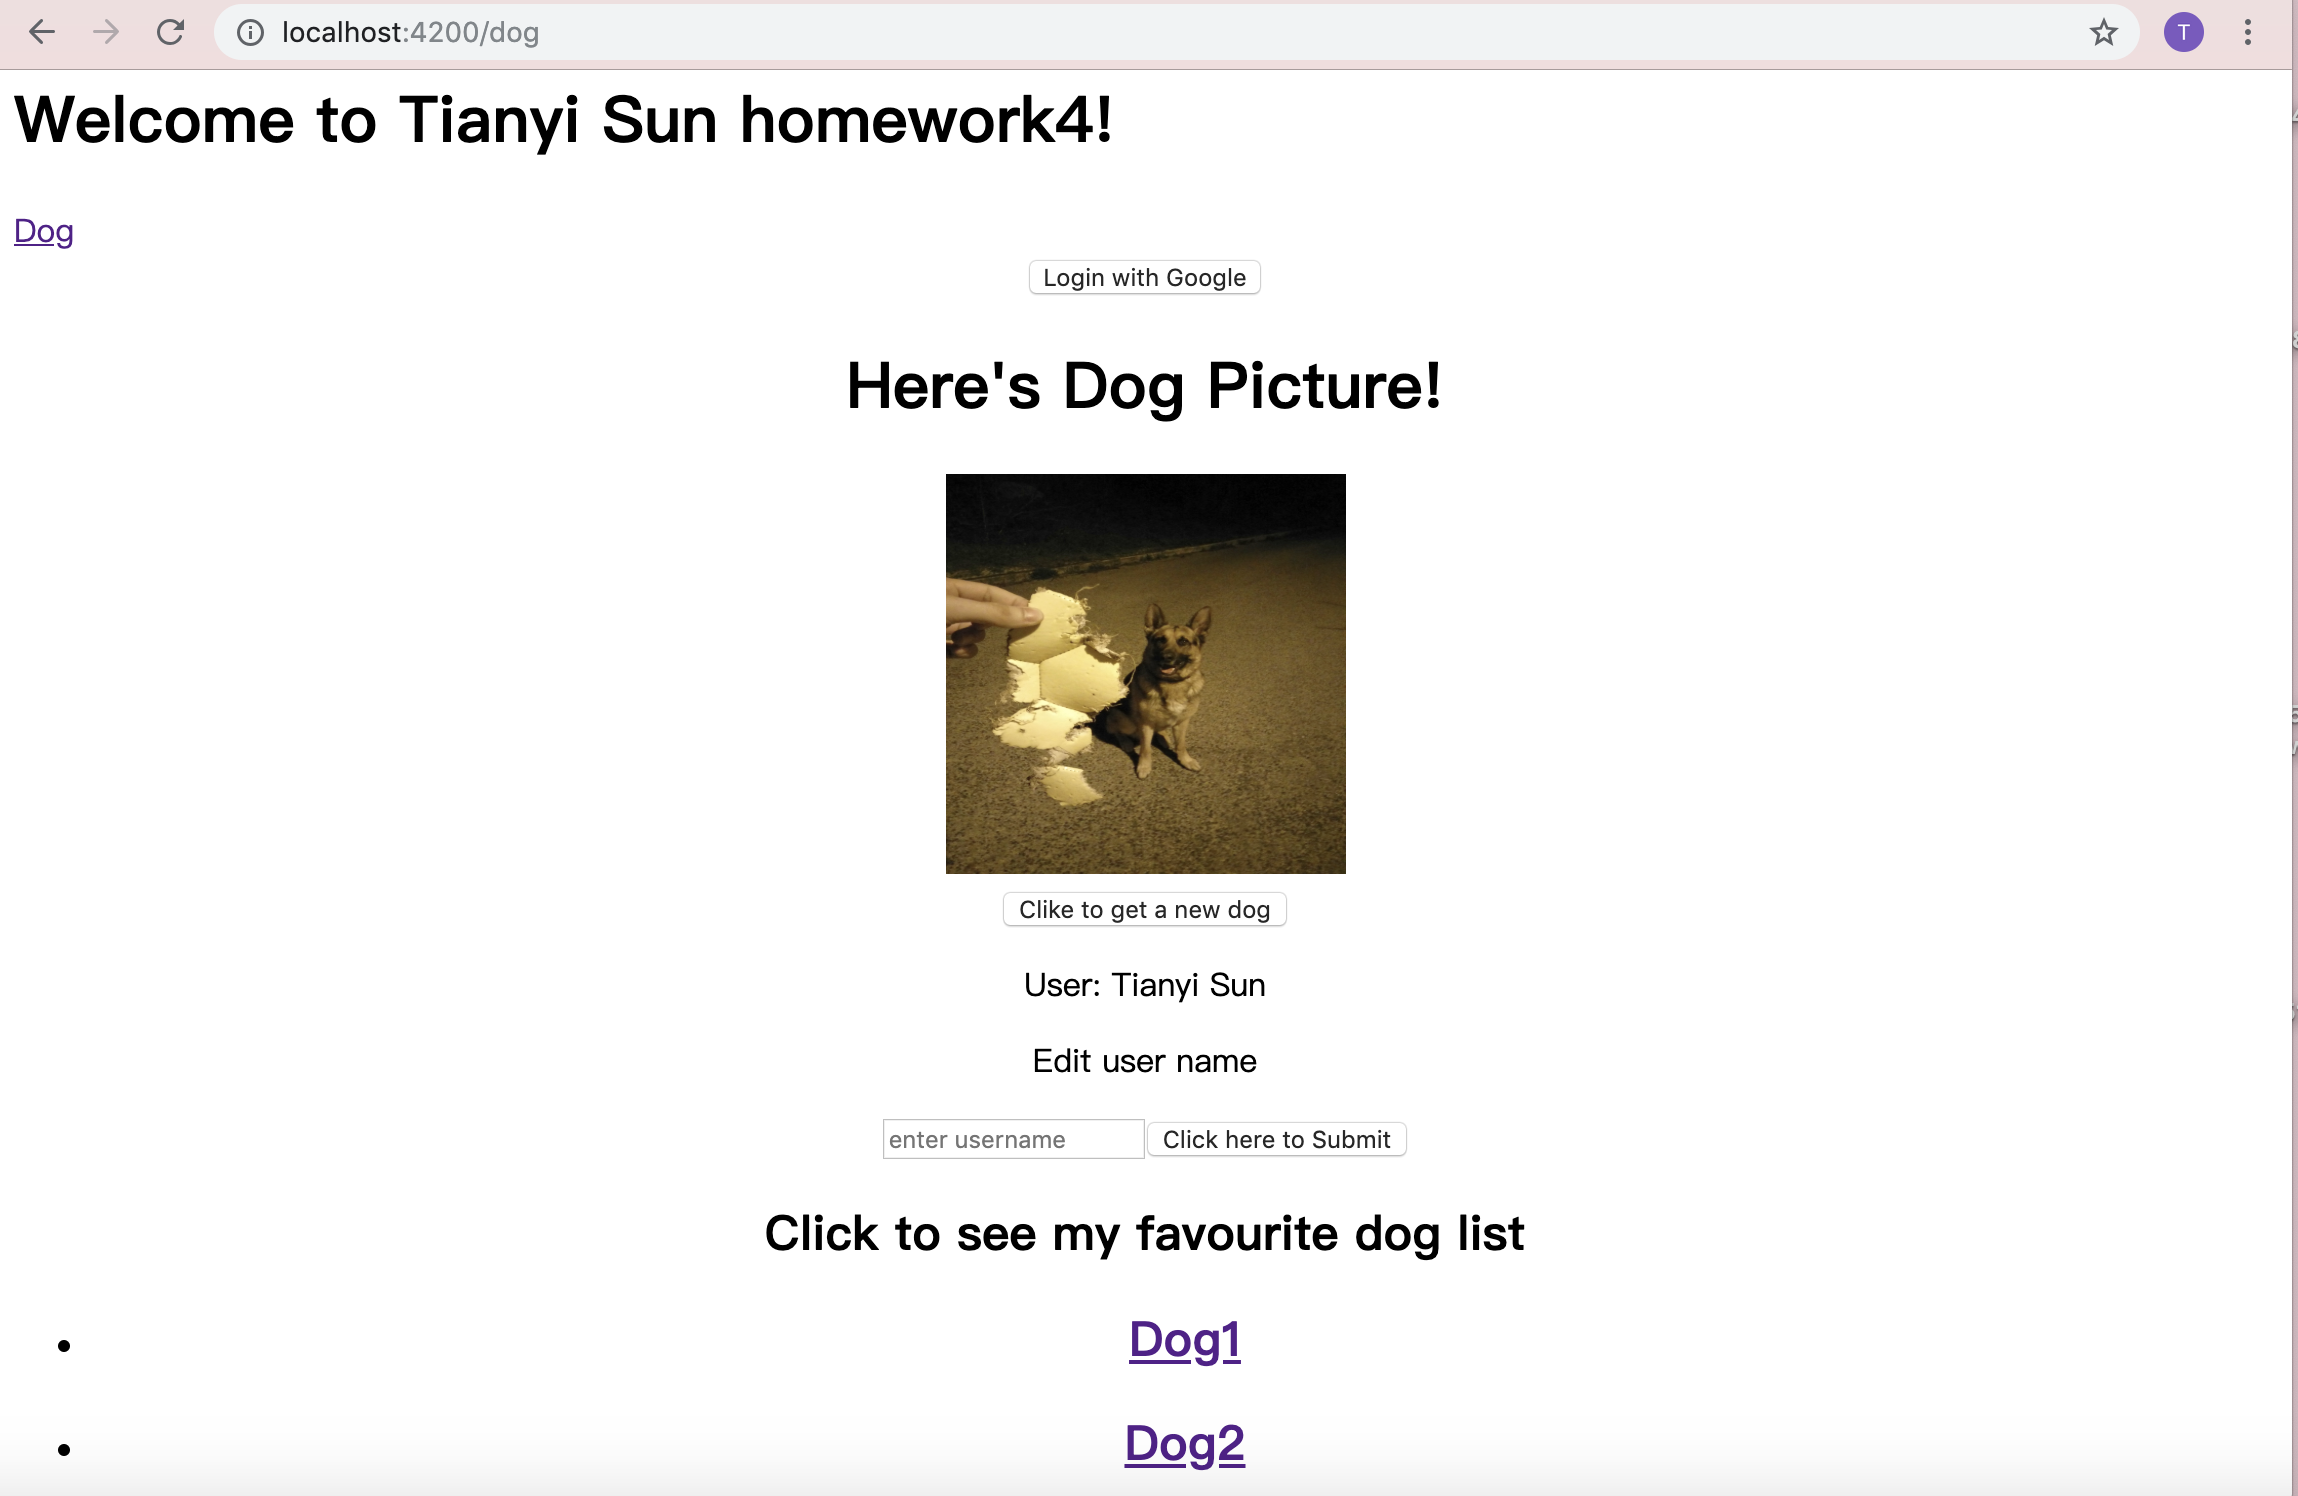 localhost:4200/dog
T
Welcome to Tianyi Sun homework4!
Dog
Login with Google
Here's Dog Picture!
Clike to get a new dog
User: Tianyi Sun
Edit user name
enter username Click here to Submit
Click to see my favourite dog list
Dog1
Dog2